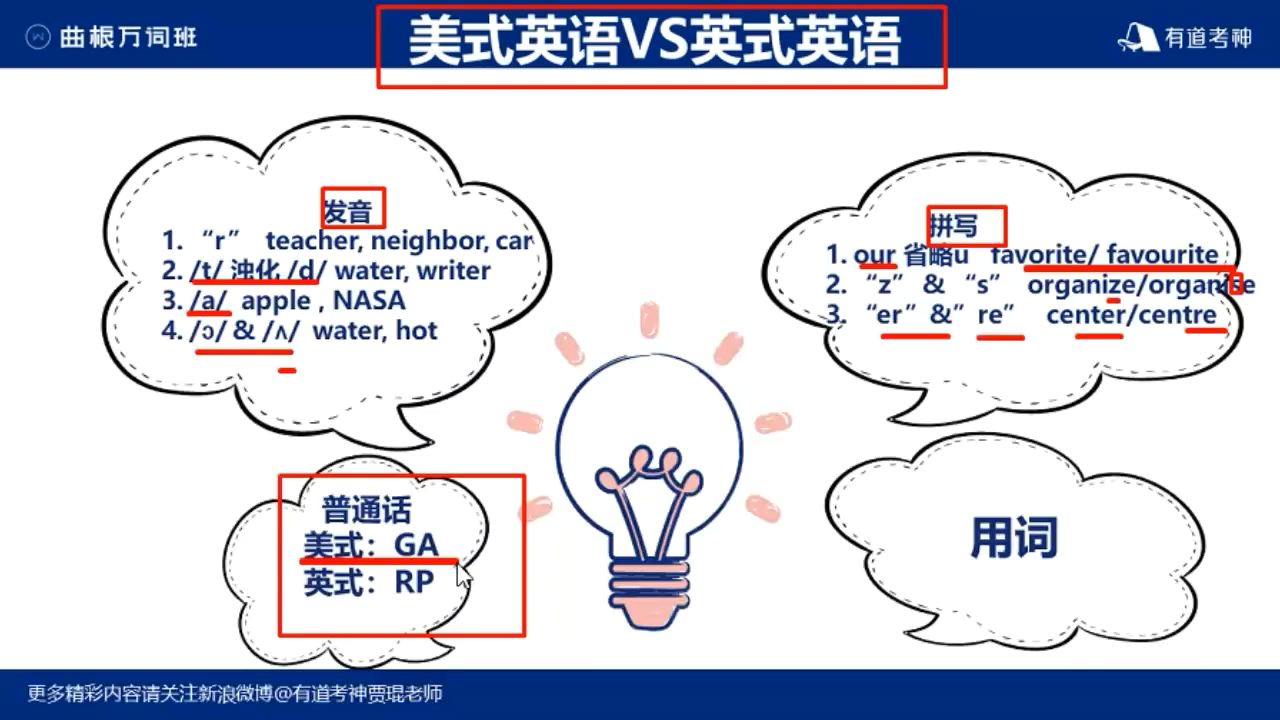 曲根万词班
美式英语VS英式英语
有道考神
发音
1. “r” teacher, neighbor, car
2. /t/ 浊化 /d/ water, writer
3. /a/ apple , NASA
4. /ɔ/ & /ʌ/ water, hot
拼写
1. our 省略u favorite/ favourite
2. “z” & “s” organize/organise
3. “er” &” re” center/centre
普通话
美式：GA
英式：RP
用词
更多精彩内容请关注新浪微博@有道考神贾琨老师